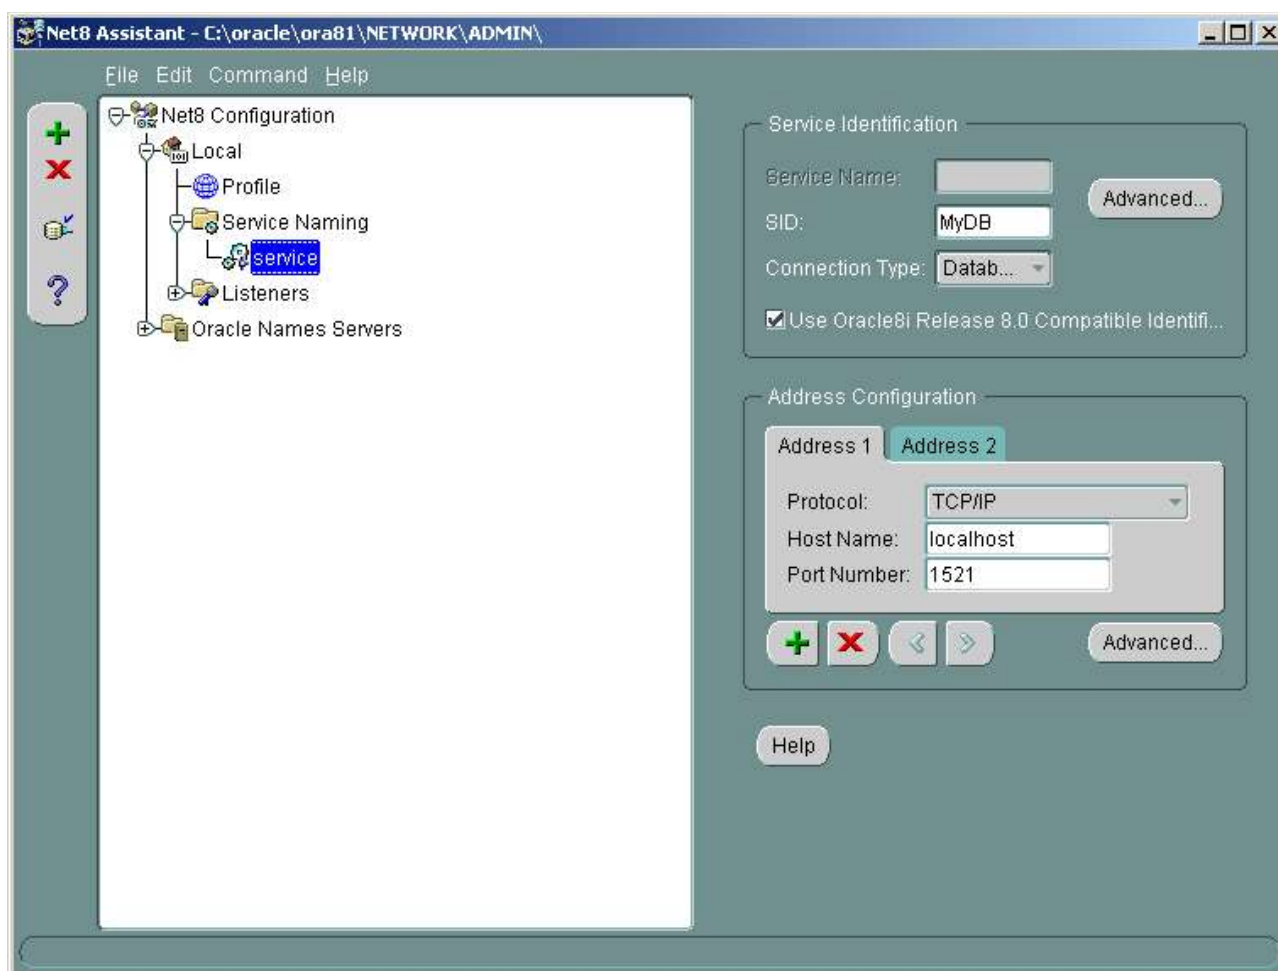 Net8 Assistant - C:\oracle\ora81\NETWORK\ADMIN\
File Edit Command Help
Net8 Configuration
Local
Profile
Service Naming
service
Listeners
Oracle Names Servers
Service Identification
Service Name:
Advanced...
SID: MyDB
Connection Type: Datab...
Use Oracle8i Release 8.0 Compatible Identifi...
Address Configuration
Address 1 Address 2
Protocol: TCP/IP
Host Name: localhost
Port Number: 1521
Advanced...
Help